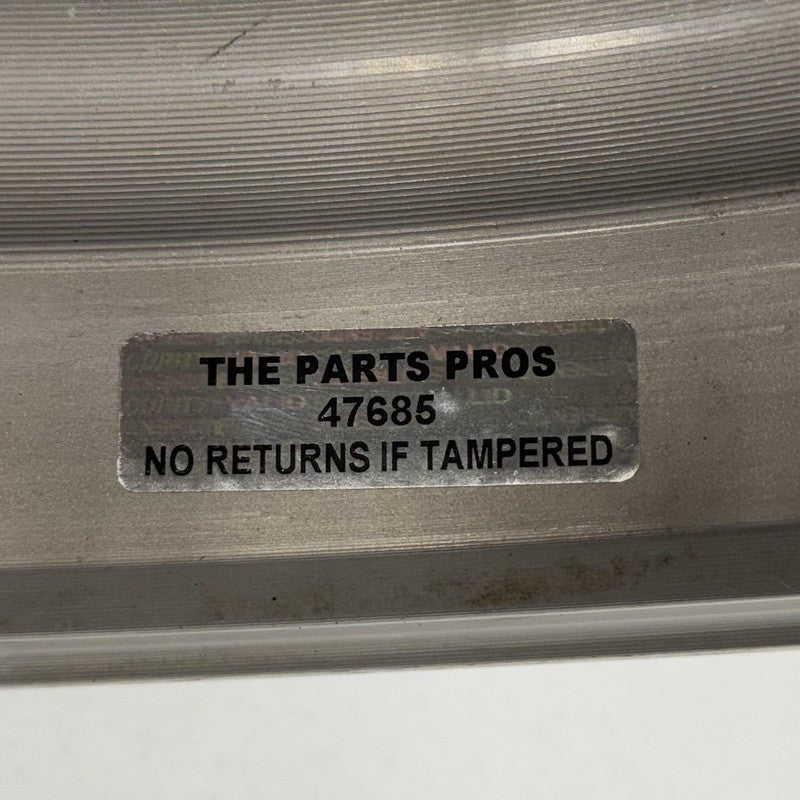 THE PARTS PROS
47685
NO RETURNS IF TAMPERED